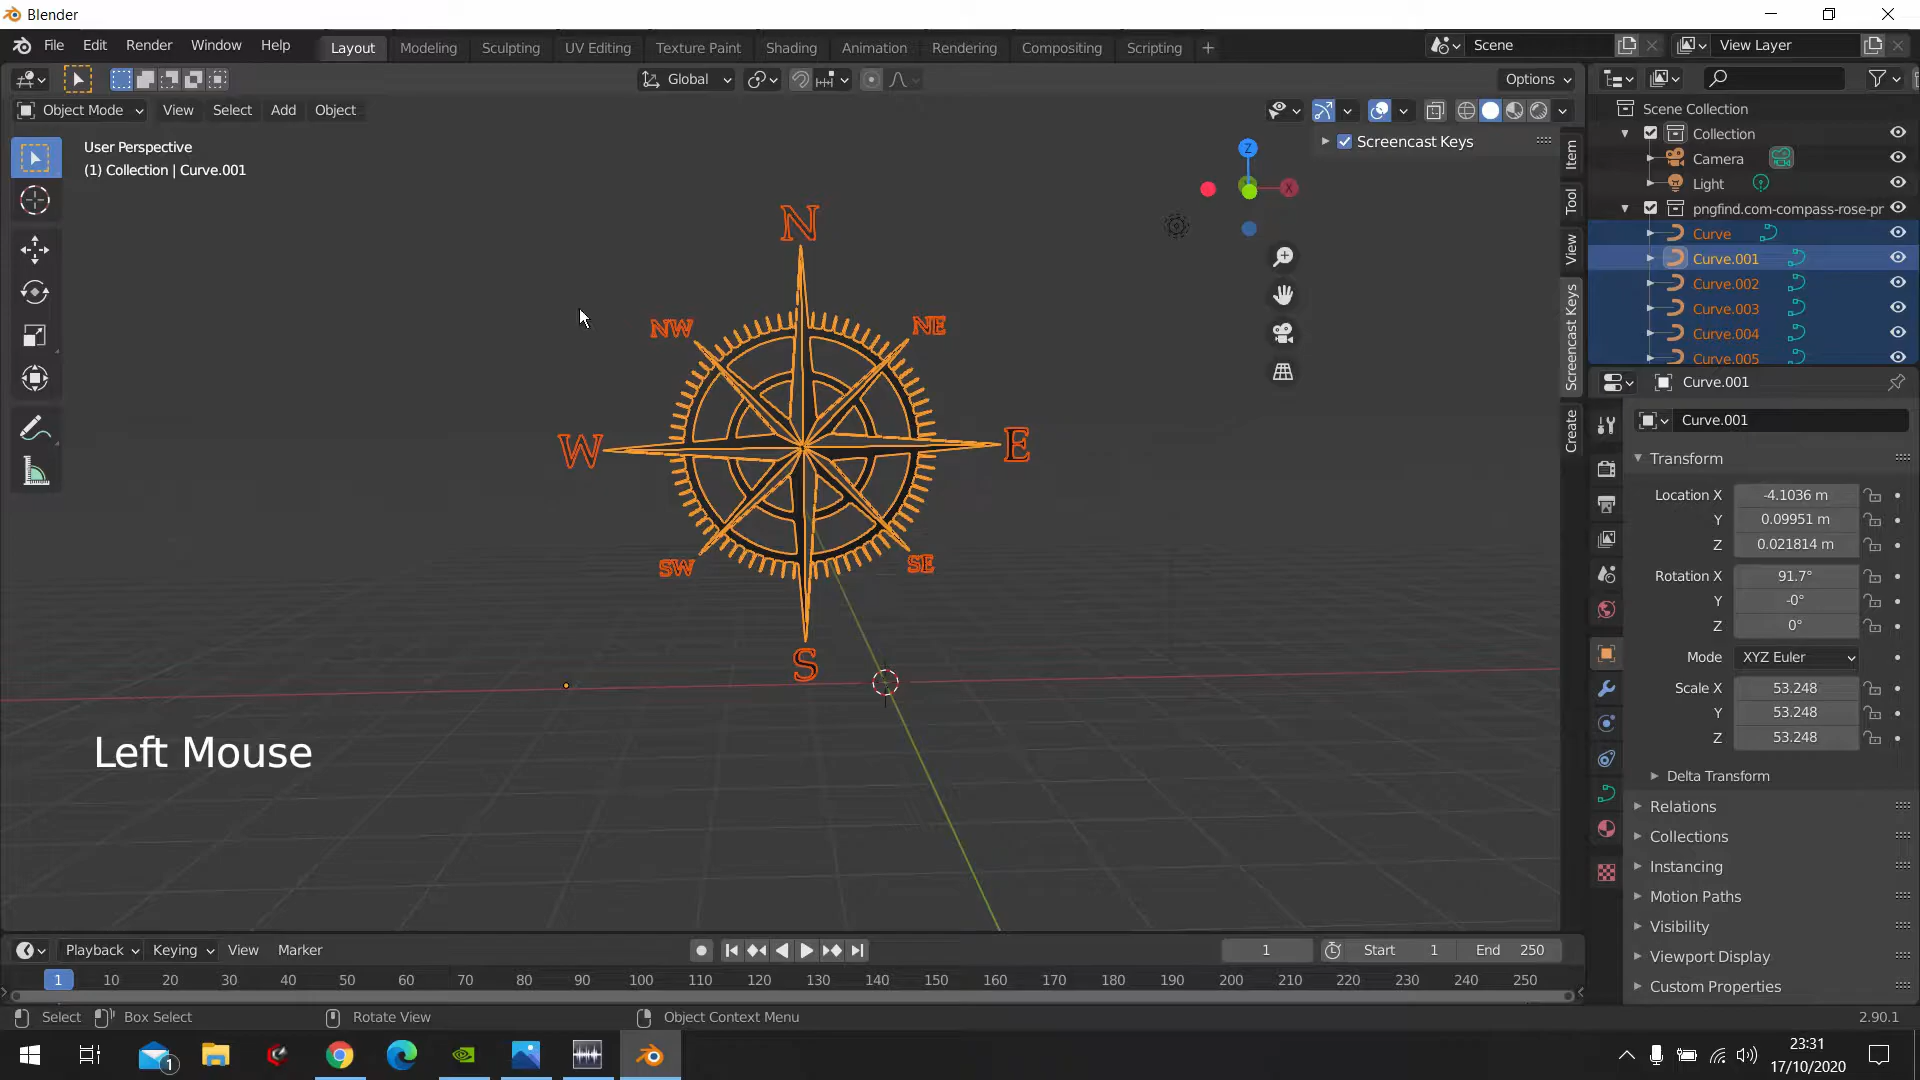 Blender
File Edit Render Window Help Layout Modeling Sculpting UV Editing Texture Paint Shading Animation Rendering Compositing Scripting + Scene View Layer
Global Options
Object Mode View Select Add Object
User Perspective
(1) Collection | Curve.001
Screencast Keys
Z
X
Item
Tool
View
Screencast Keys
Create
N
NW NE
W E
SW SE
S
Left Mouse
Scene Collection
Collection
Camera
Light
pngfind.com-compass-rose-pr
Curve
Curve.001
Curve.002
Curve.003
Curve.004
Curve.005
Curve.001
Curve.001
Transform
Location X -4.1036 m
Y 0.09951 m
Z 0.021814 m
Rotation X 91.7°
Y -0°
Z 0°
Mode XYZ Euler
Scale X 53.248
Y 53.248
Z 53.248
Delta Transform
Relations
Collections
Instancing
Motion Paths
Visibility
Viewport Display
Custom Properties
Playback Keying View Marker 1 Start 1 End 250
1 10 20 30 40 50 60 70 80 90 100 110 120 130 140 150 160 170 180 190 200 210 220 230 240 250
Select Box Select Rotate View Object Context Menu 2.90.1
1
23:31
17/10/2020